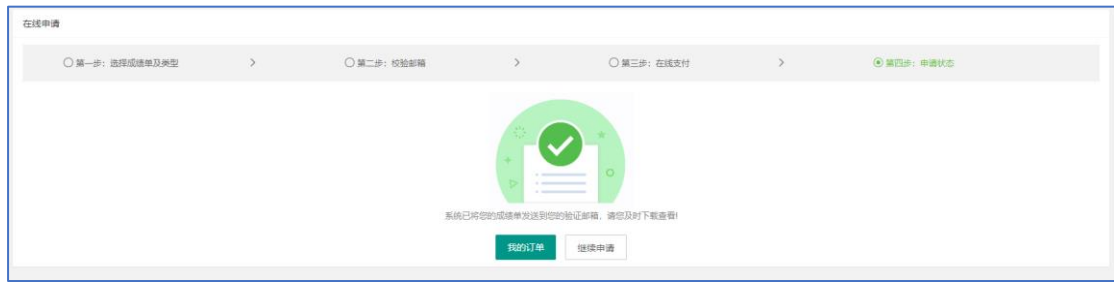 在线申请
第一步：选择成绩单及类型 > 第二步：校验邮箱 > 第三步：在线支付 > 第四步：申请状态
系统已将您的成绩单发送到您的验证邮箱，请您及时下载查看!
我的订单 继续申请